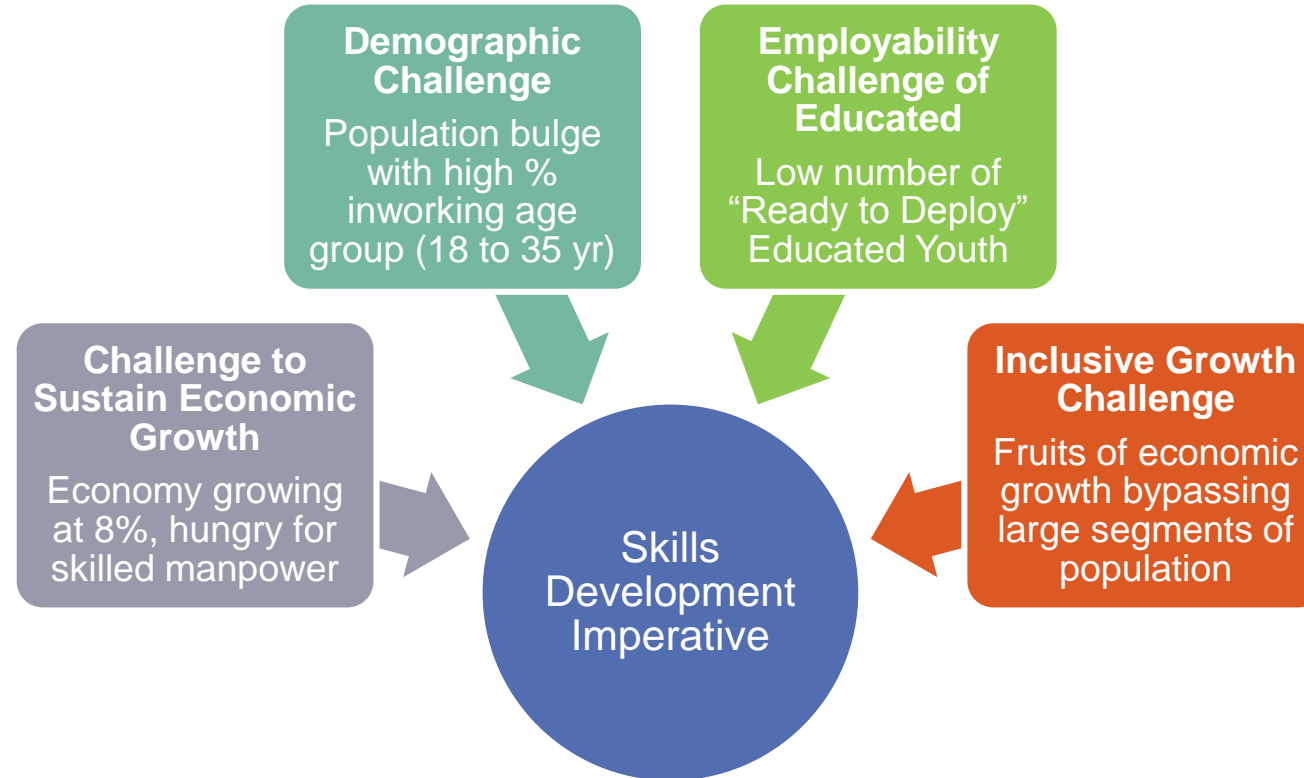 Demographic
Challenge
Population bulge
with high %
inworking age
group (18 to 35 yr)
Employability
Challenge of
Educated
Low number of
“Ready to Deploy”
Educated Youth
Challenge to
Sustain Economic
Growth
Economy growing
at 8%, hungry for
skilled manpower
Inclusive Growth
Challenge
Fruits of economic
growth bypassing
large segments of
population
Skills
Development
Imperative